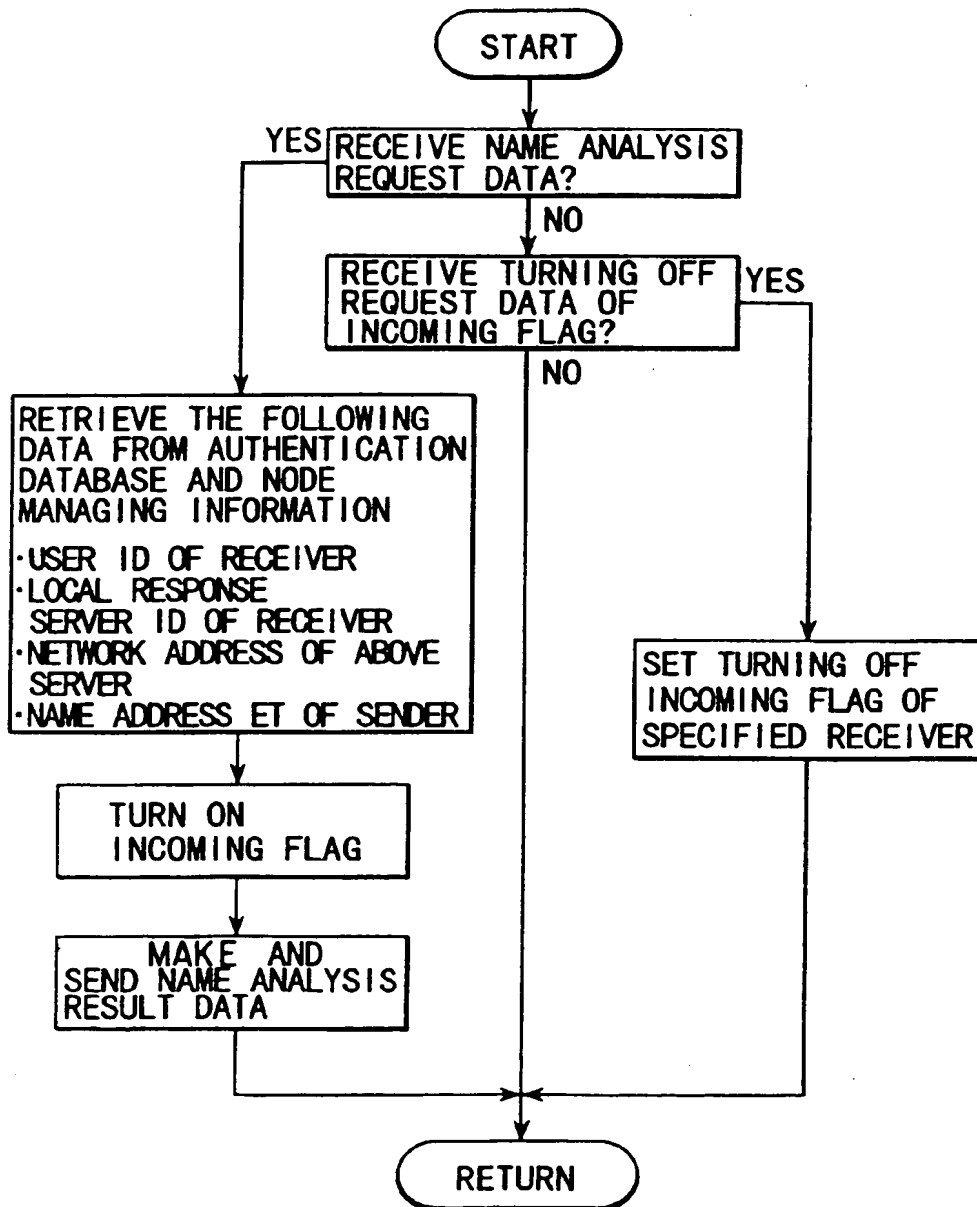 START
YES
RECEIVE NAME ANALYSIS
REQUEST DATA?
NO
RECEIVE TURNING OFF
REQUEST DATA OF
INCOMING FLAG?
YES
NO
RETRIEVE THE FOLLOWING
DATA FROM AUTHENTICATION
DATABASE AND NODE
MANAGING INFORMATION
·USER ID OF RECEIVER
·LOCAL RESPONSE
SERVER ID OF RECEIVER
·NETWORK ADDRESS OF ABOVE
SERVER
·NAME ADDRESS ET OF SENDER
SET TURNING OFF
INCOMING FLAG OF
SPECIFIED RECEIVER
TURN ON
INCOMING FLAG
MAKE AND
SEND NAME ANALYSIS
RESULT DATA
RETURN